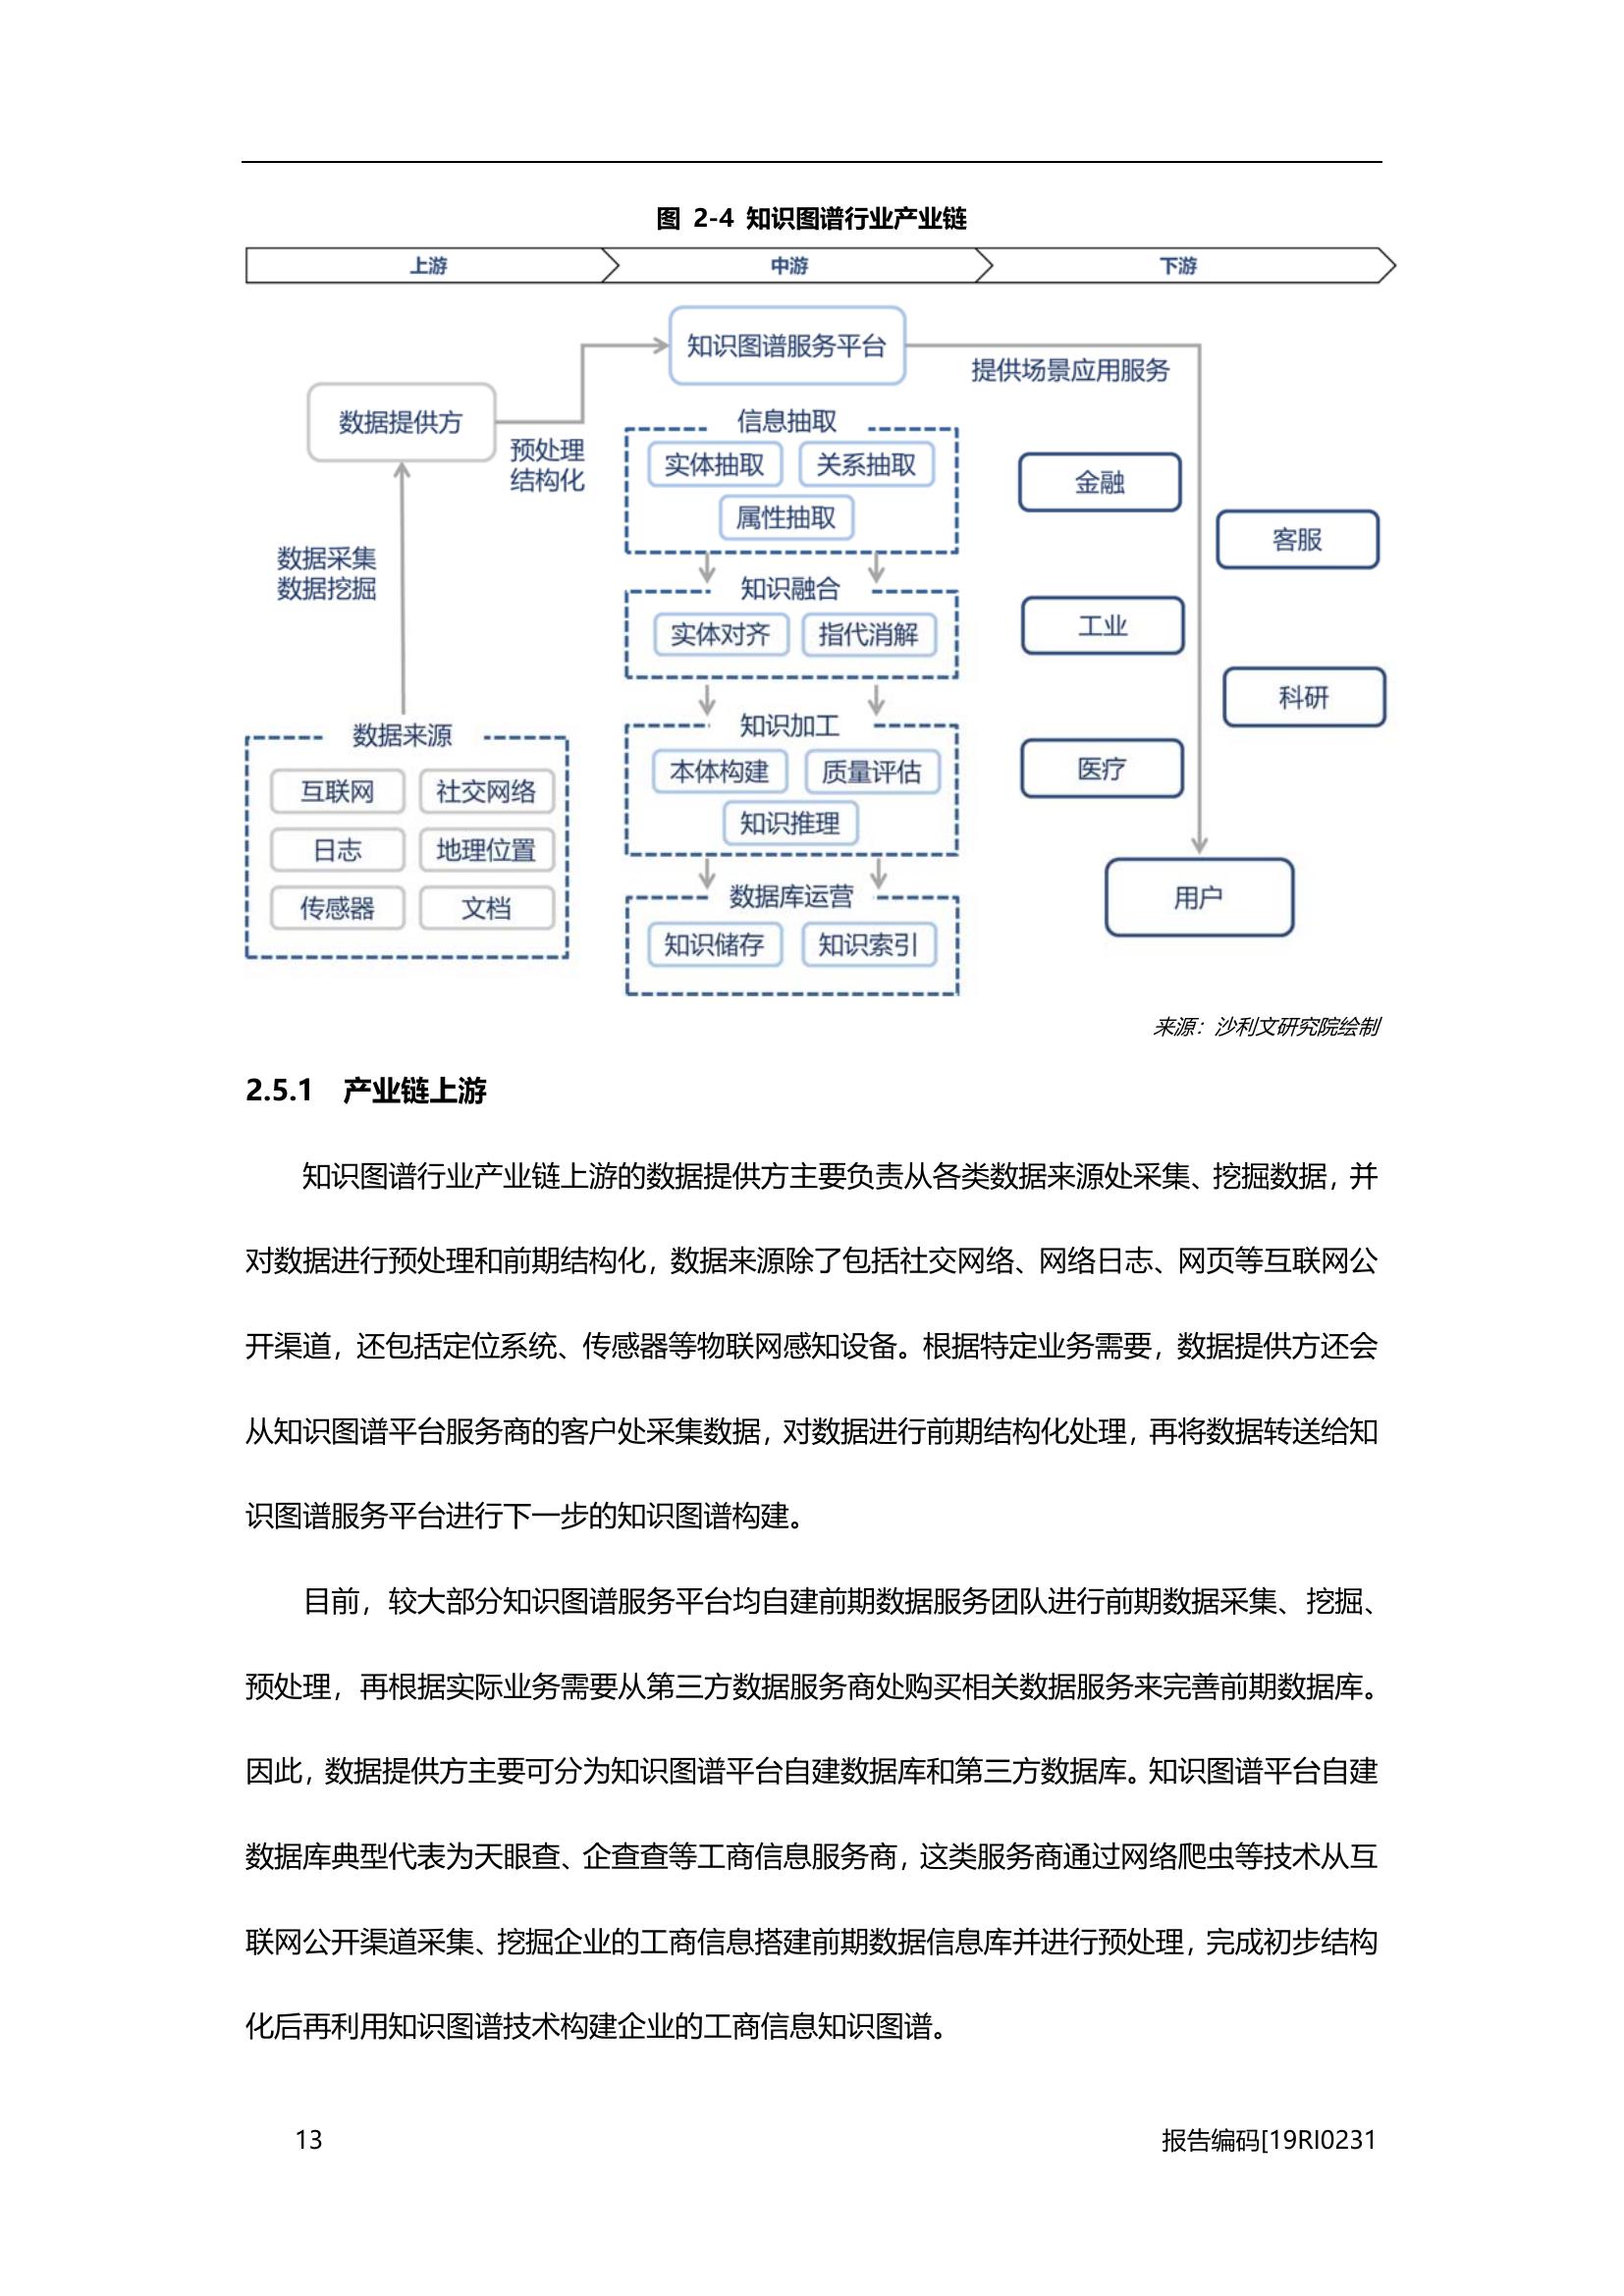 图 2-4 知识图谱行业产业链
上游
中游
下游
数据提供方
预处理
结构化
数据采集
数据挖掘
数据来源
互联网
社交网络
日志
地理位置
传感器
文档
知识图谱服务平台
信息抽取
实体抽取
关系抽取
属性抽取
知识融合
实体对齐
指代消解
知识加工
本体构建
质量评估
知识推理
数据库运营
知识储存
知识索引
提供场景应用服务
金融
客服
工业
科研
医疗
用户
来源：沙利文研究院绘制
2.5.1 产业链上游
知识图谱行业产业链上游的数据提供方主要负责从各类数据来源处采集、挖掘数据，并
对数据进行预处理和前期结构化，数据来源除了包括社交网络、网络日志、网页等互联网公
开渠道，还包括定位系统、传感器等物联网感知设备。根据特定业务需要，数据提供方还会
从知识图谱平台服务商的客户处采集数据，对数据进行前期结构化处理，再将数据转送给知
识图谱服务平台进行下一步的知识图谱构建。
目前，较大部分知识图谱服务平台均自建前期数据服务团队进行前期数据采集、挖掘、
预处理，再根据实际业务需要从第三方数据服务商处购买相关数据服务来完善前期数据库。
因此，数据提供方主要可分为知识图谱平台自建数据库和第三方数据库。知识图谱平台自建
数据库典型代表为天眼查、企查查等工商信息服务商，这类服务商通过网络爬虫等技术从互
联网公开渠道采集、挖掘企业的工商信息搭建前期数据信息库并进行预处理，完成初步结构
化后再利用知识图谱技术构建企业的工商信息知识图谱。
13
报告编码[19RI0231